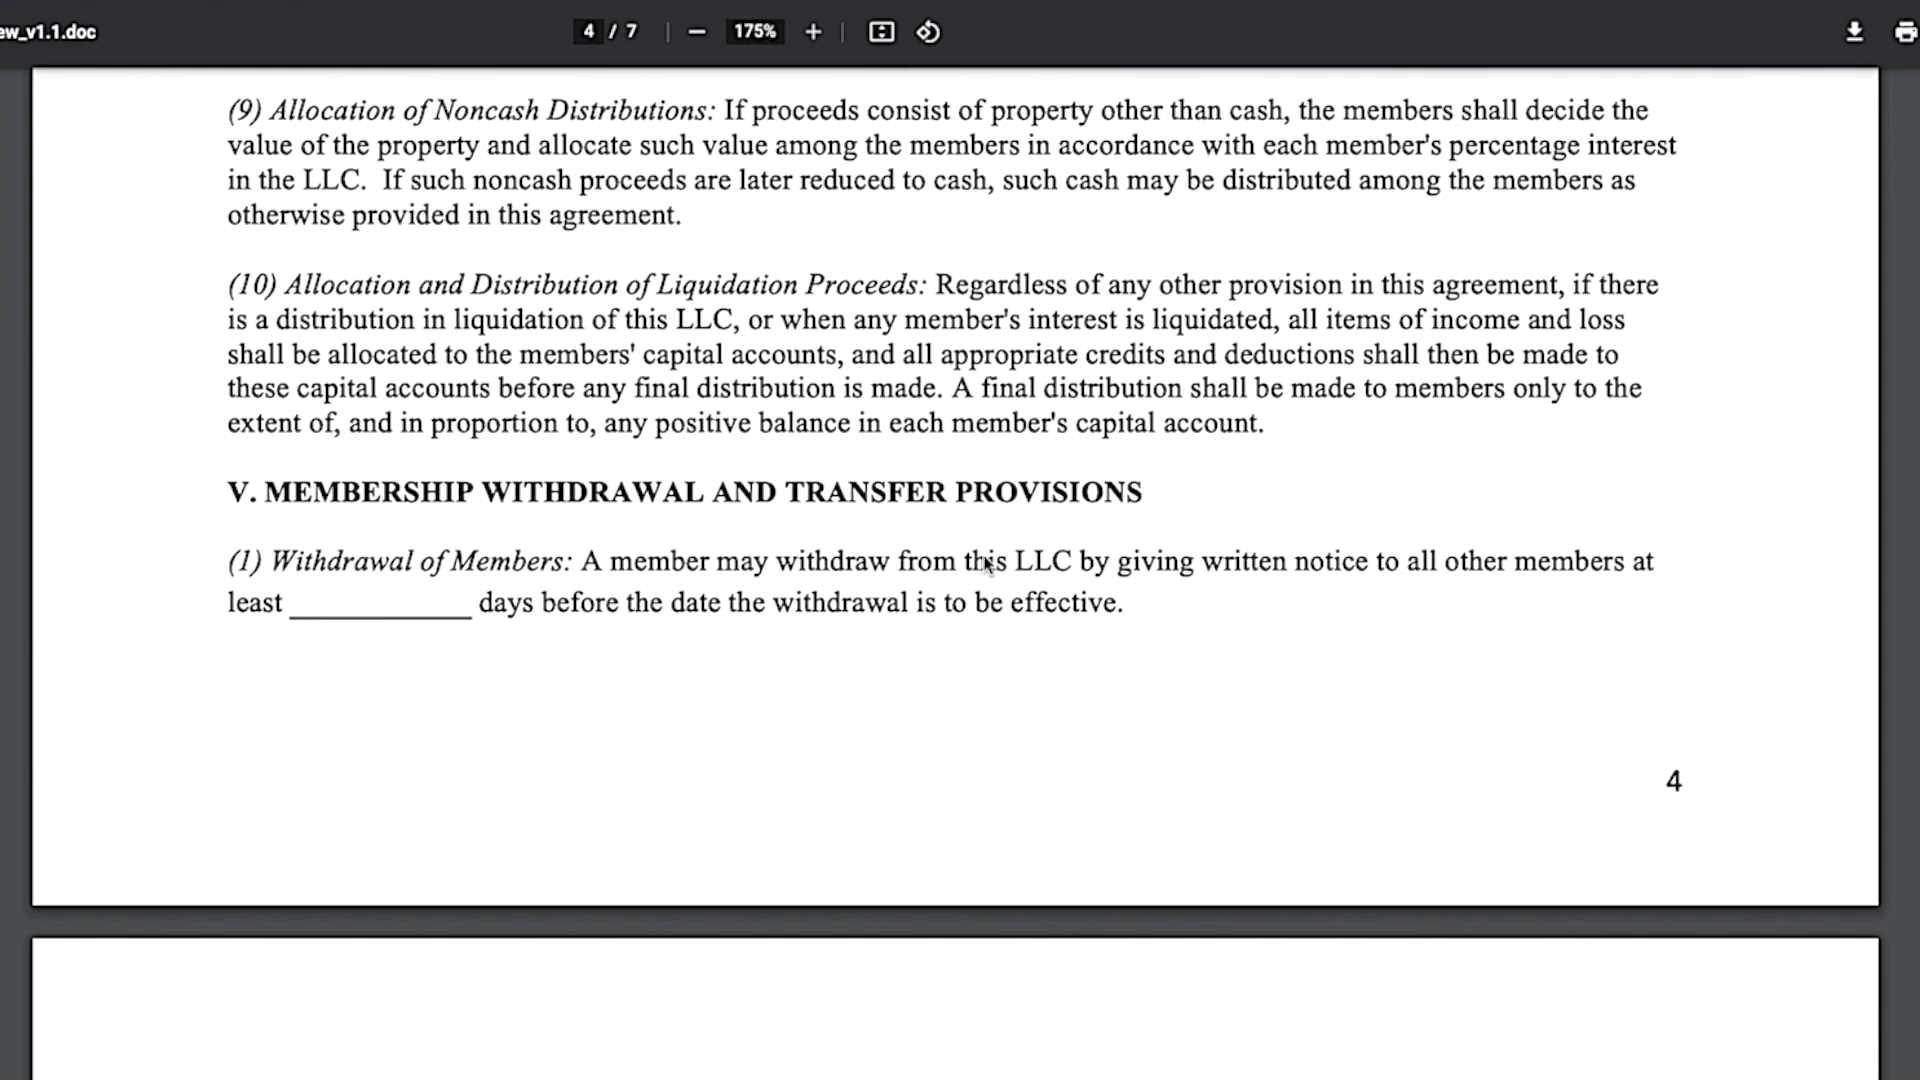 ew_v1.1.doc
4 / 7
175%
(9) Allocation of Noncash Distributions: If proceeds consist of property other than cash, the members shall decide the
value of the property and allocate such value among the members in accordance with each member's percentage interest
in the LLC.  If such noncash proceeds are later reduced to cash, such cash may be distributed among the members as
otherwise provided in this agreement.
(10) Allocation and Distribution of Liquidation Proceeds: Regardless of any other provision in this agreement, if there
is a distribution in liquidation of this LLC, or when any member's interest is liquidated, all items of income and loss
shall be allocated to the members' capital accounts, and all appropriate credits and deductions shall then be made to
these capital accounts before any final distribution is made. A final distribution shall be made to members only to the
extent of, and in proportion to, any positive balance in each member's capital account.
V. MEMBERSHIP WITHDRAWAL AND TRANSFER PROVISIONS
(1) Withdrawal of Members: A member may withdraw from this LLC by giving written notice to all other members at
least _____________ days before the date the withdrawal is to be effective.
4